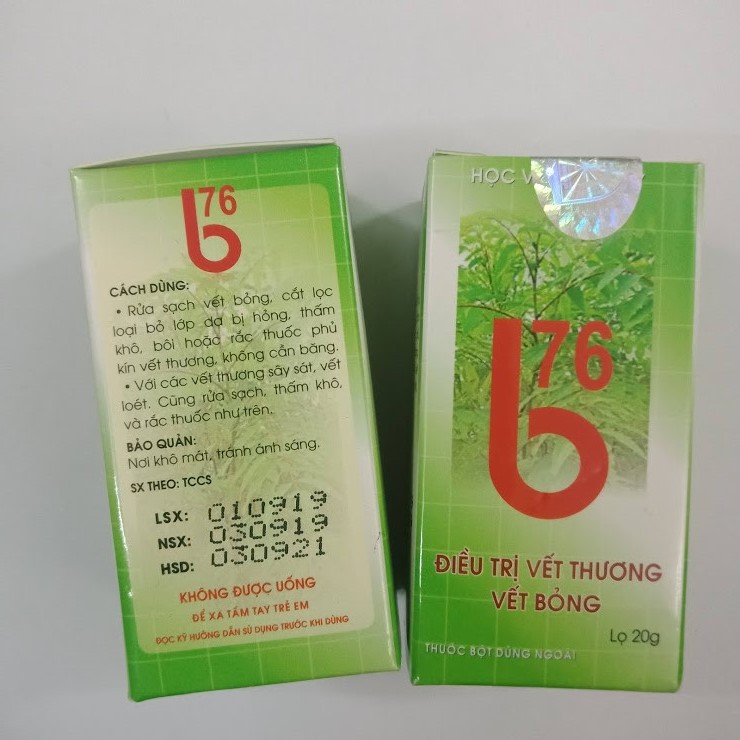 b76
CÁCH DÙNG:
• Rửa sạch vết bỏng, cắt lọc
loại bỏ lớp da bị hỏng, thấm
khô, bôi hoặc rắc thuốc phủ
kín vết thương, không cần băng.
• Với các vết thương sây sát, vết
loét. Cũng rửa sạch, thấm khô,
và rắc thuốc như trên.
BẢO QUẢN:
Nơi khô mát, tránh ánh sáng.
SX THEO: TCCS
LSX: 010919
NSX: 030919
HSD: 030921
KHÔNG ĐƯỢC UỐNG
ĐỂ XA TẦM TAY TRẺ EM
ĐỌC KỸ HƯỚNG DẪN SỬ DỤNG TRƯỚC KHI DÙNG
HỌC V
b76
ĐIỀU TRỊ VẾT THƯƠNG
VẾT BỎNG
Lọ 20g
THUỐC BỘT DÙNG NGOÀI